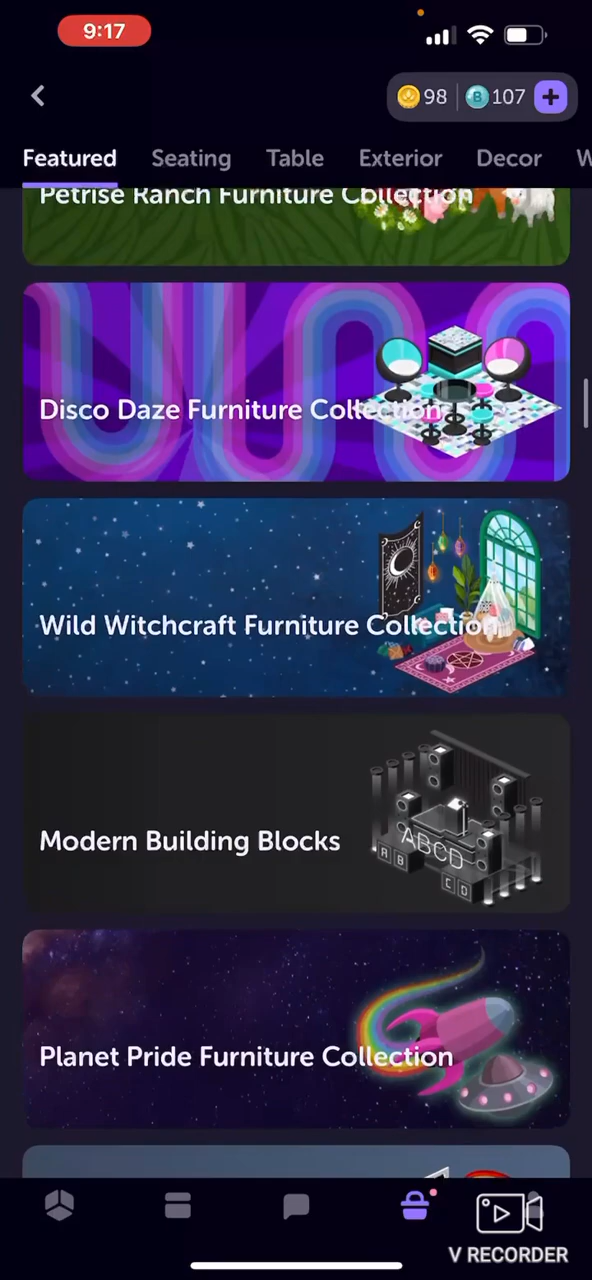 9:17
98 B 107 +
Featured Seating Table Exterior Decor W
Petrise Ranch Furniture Collection
Disco Daze Furniture Collection
Wild Witchcraft Furniture Collection
ABCD
A B
C D
Modern Building Blocks
Planet Pride Furniture Collection
V RECORDER